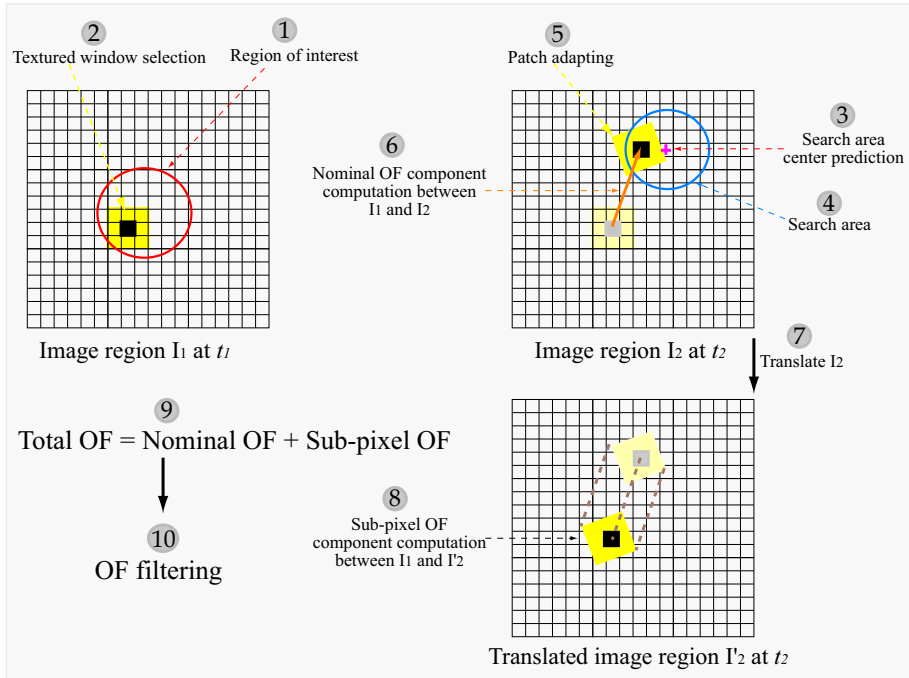 2
Textured window selection
1
Region of interest
Image region I1 at t1
5
Patch adapting
6
Nominal OF component
computation between
I1 and I2
3
Search area
center prediction
4
Search area
Image region I2 at t2
7
Translate I2
9
Total OF = Nominal OF + Sub-pixel OF
10
OF filtering
8
Sub-pixel OF
component computation
between I1 and I'2
Translated image region I'2 at t2